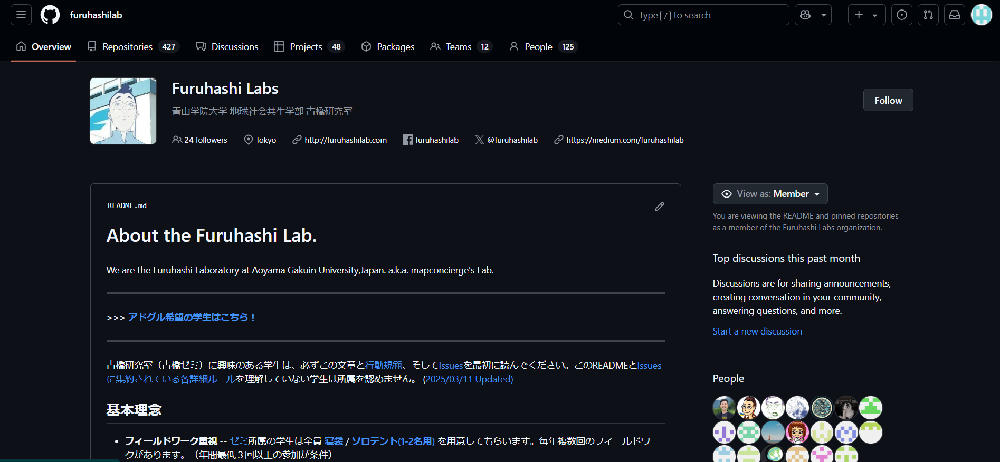 furuhashilab
Type / to search
Overview
Repositories 427
Discussions
Projects 48
Packages
Teams 12
People 125
Furuhashi Labs
青山学院大学 地球社会共生学部 古橋研究室
Follow
24 followers
Tokyo
http://furuhashilab.com
furuhashilab
@furuhashilab
https://medium.com/furuhashilab
README.md
About the Furuhashi Lab.
We are the Furuhashi Laboratory at Aoyama Gakuin University,Japan. a.k.a. mapconcierge's Lab.
>>> アドグル希望の学生はこちら！
古橋研究室（古橋ゼミ）に興味のある学生は、必ずこの文章と行動規範、そしてIssuesを最初に読んでください。このREADMEとIssues
に集約されている各詳細ルールを理解していない学生は所属を認めません。 (2025/03/11 Updated)
基本理念
• フィールドワーク重視 -- ゼミ所属の学生は全員 寝袋 / ソロテント(1-2名用) を用意してもらいます。毎年複数回のフィールドワー
クがあります。（年間最低３回以上の参加が条件）
View as: Member
You are viewing the README and pinned repositories
as a member of the Furuhashi Labs organization.
Top discussions this past month
Discussions are for sharing announcements,
creating conversation in your community,
answering questions, and more.
Start a new discussion
People